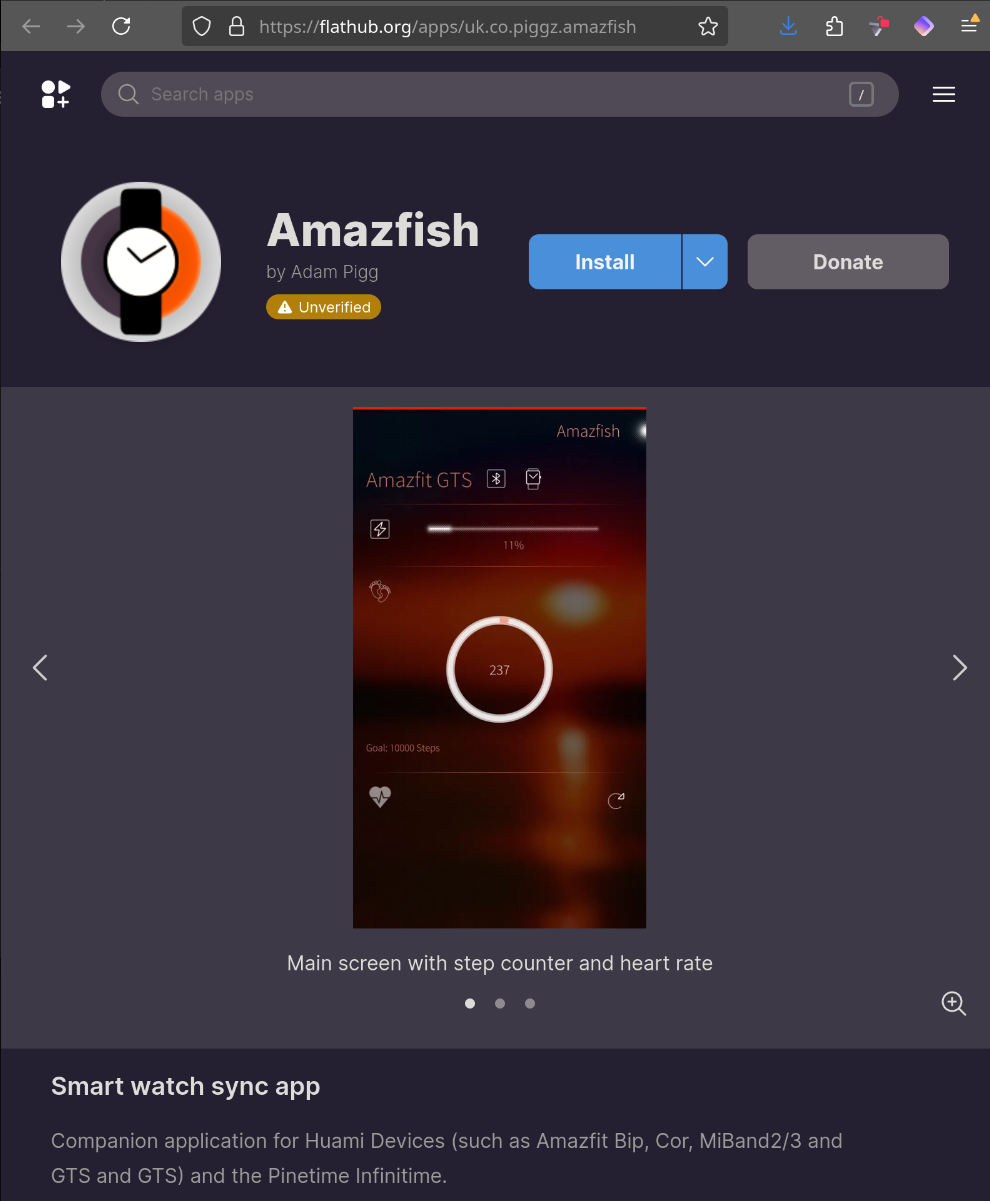 https://flathub.org/apps/uk.co.piggz.amazfish
Search apps
/
Amazfish
by Adam Pigg
Unverified
Install
Donate
Amazfish
Amazfit GTS
11%
237
Goal: 10000 Steps
Main screen with step counter and heart rate
Smart watch sync app
Companion application for Huami Devices (such as Amazfit Bip, Cor, MiBand2/3 and
GTS and GTS) and the Pinetime Infinitime.